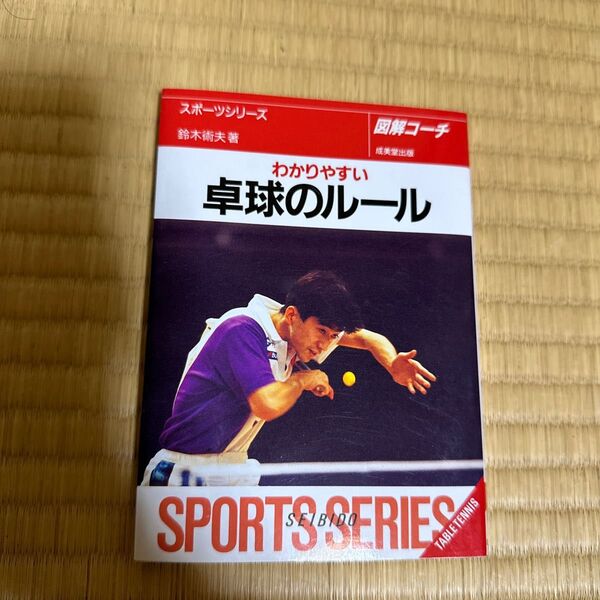 スポーツシリーズ
図解コーチ
鈴木術夫 著
成美堂出版
わかりやすい
卓球のルール
SPORTS SERIES
SEIBIDO
TABLE TENNIS